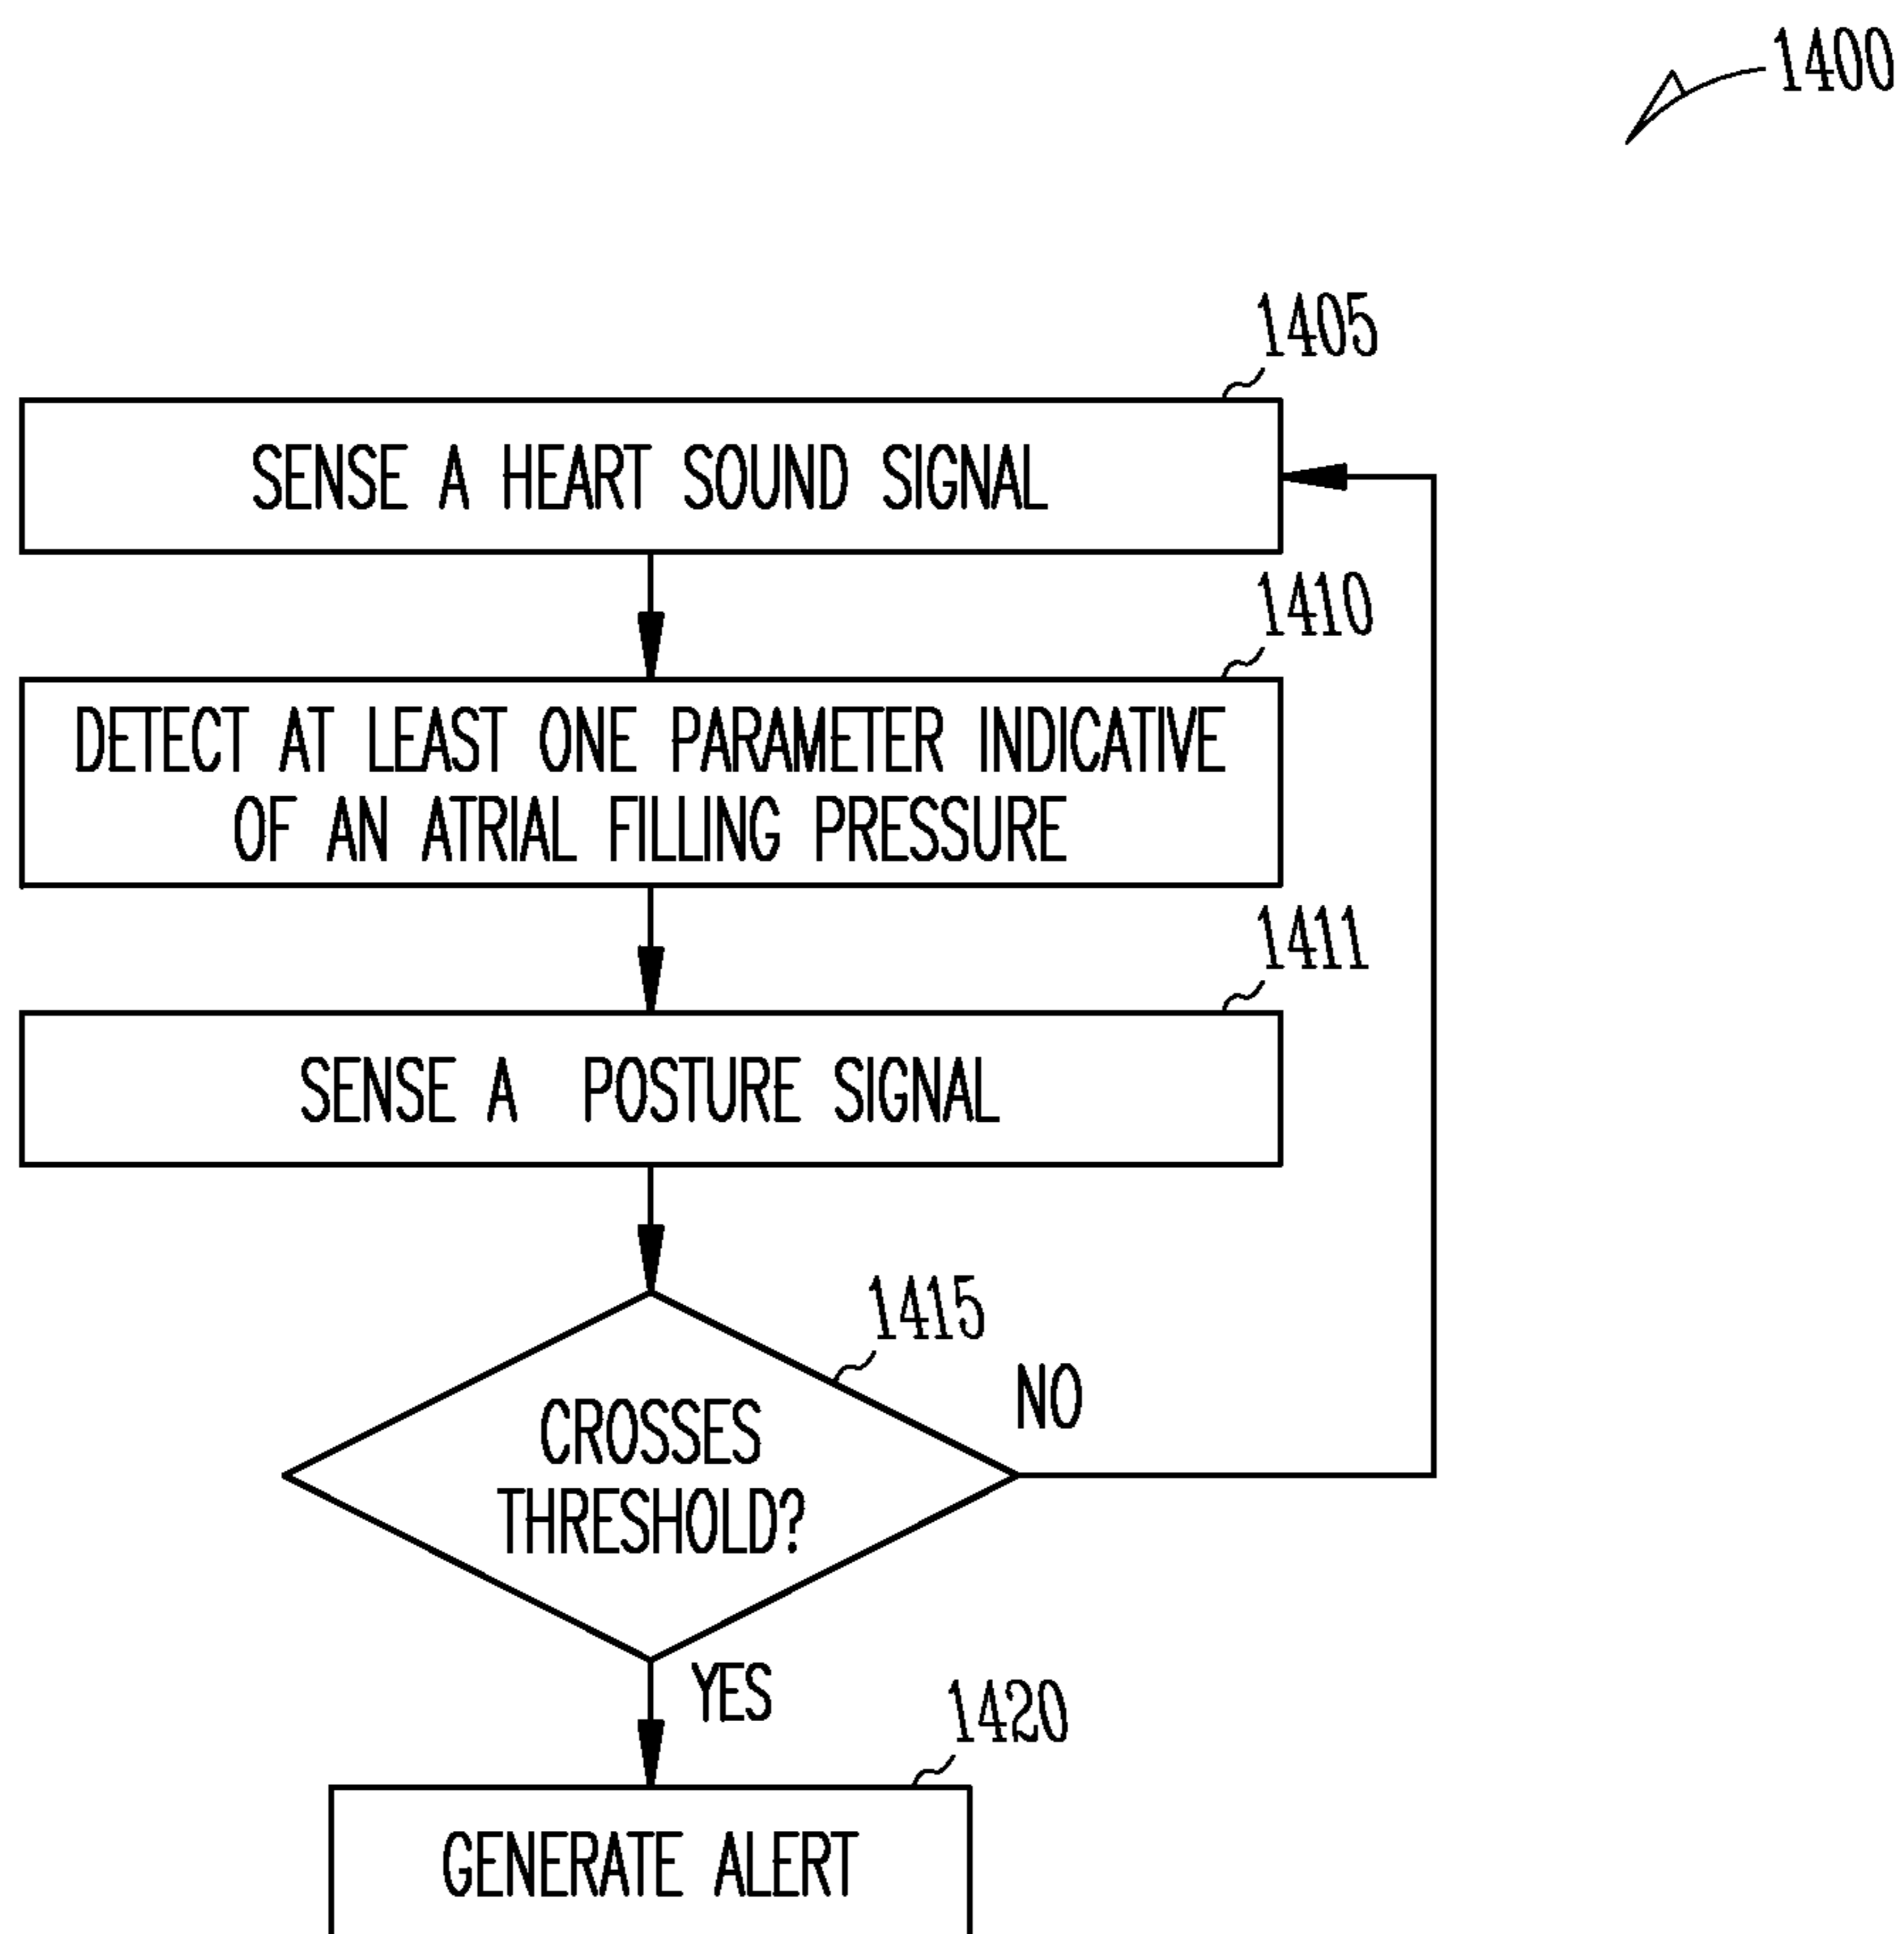 1400
1405
SENSE A HEART SOUND SIGNAL
1410
DETECT AT LEAST ONE PARAMETER INDICATIVE
OF AN ATRIAL FILLING PRESSURE
1411
SENSE A POSTURE SIGNAL
1415
CROSSES
THRESHOLD?
NO
YES
1420
GENERATE ALERT